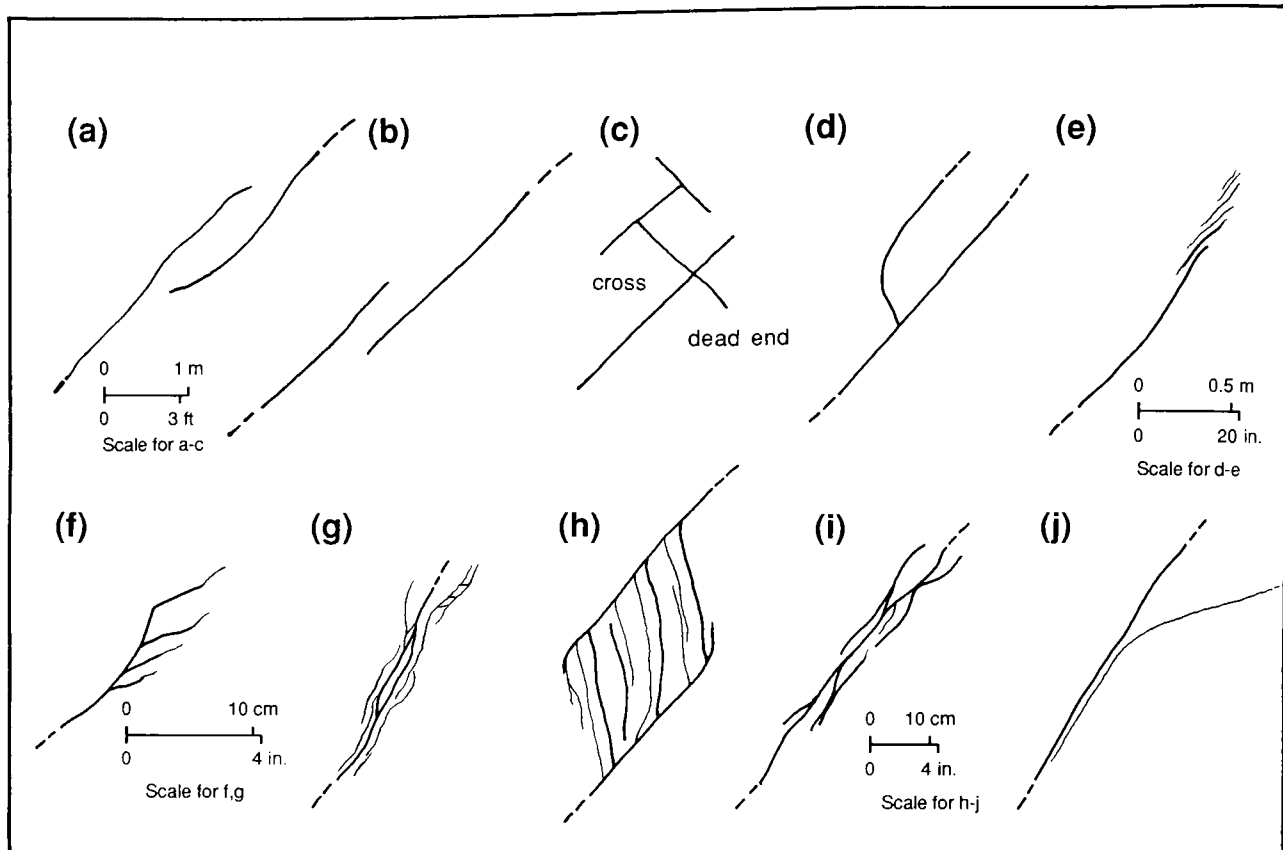 (a)
(b)
(c)
(d)
(e)
cross
dead end
0 1 m
0 3 ft
Scale for a-c
0 0.5 m
0 20 in.
Scale for d-e
(f)
(g)
(h)
(i)
(j)
0 10 cm
0 4 in.
Scale for f,g
0 10 cm
0 4 in.
Scale for h-j